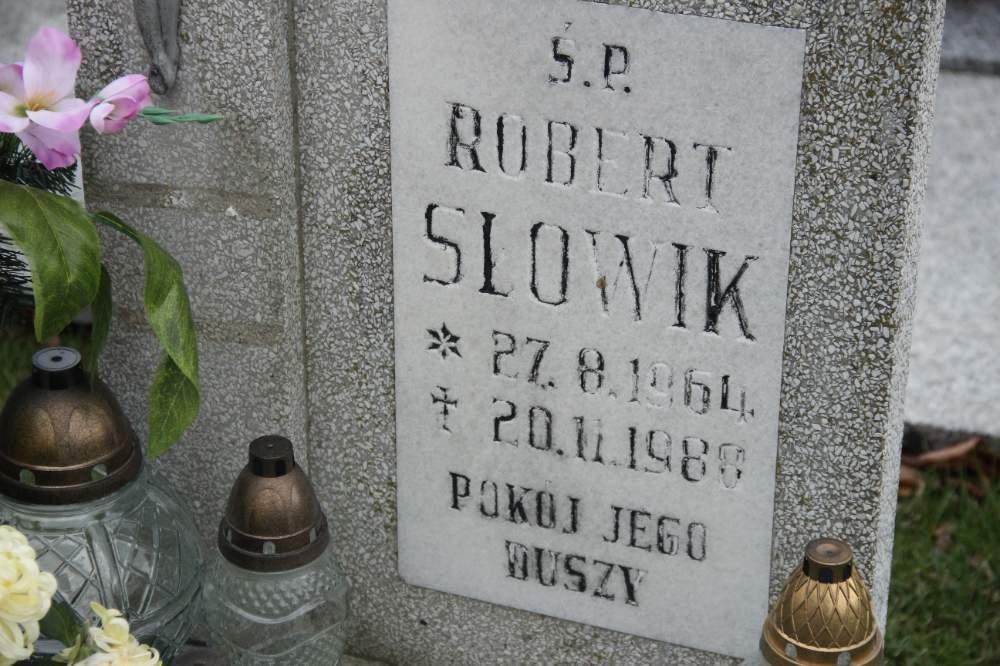 Ś.P.
ROBERT
SŁOWIK
27.8.1964
20.11.1988
POKÓJ JEGO
DUSZY